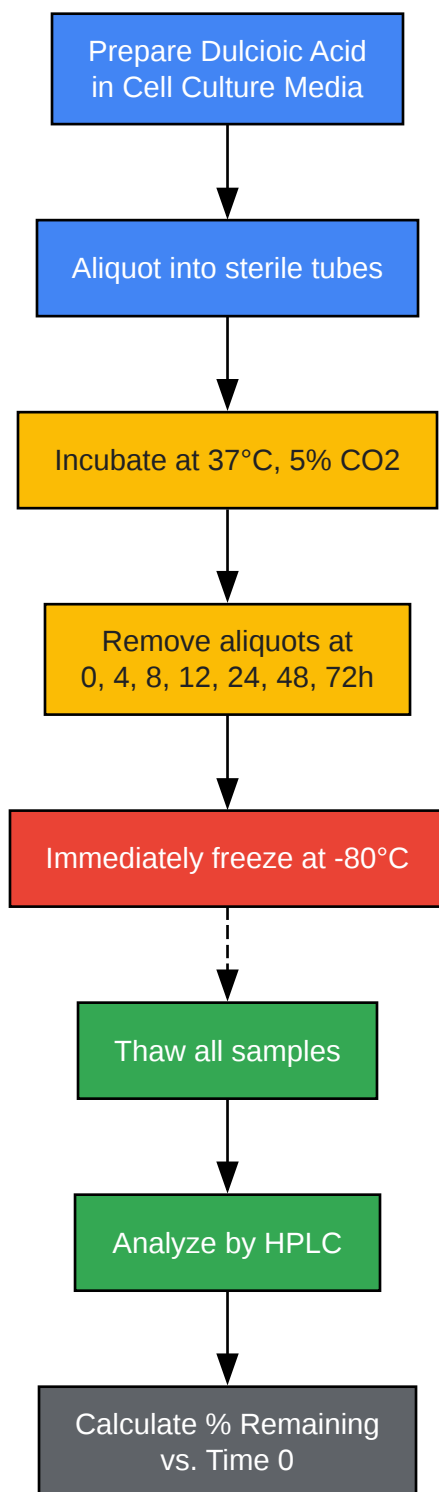 Prepare Dulcioic Acid
in Cell Culture Media
Aliquot into sterile tubes
Incubate at 37°C, 5% CO2
Remove aliquots at
0, 4, 8, 12, 24, 48, 72h
Immediately freeze at -80°C
Thaw all samples
Analyze by HPLC
Calculate % Remaining
vs. Time 0